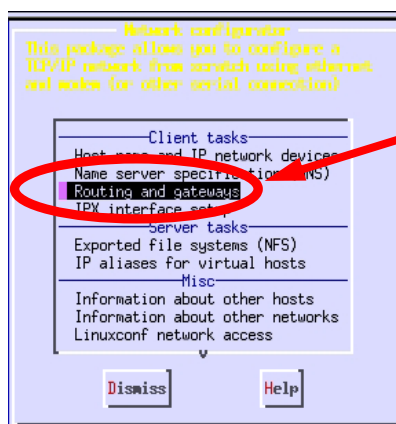 Network configurator
This package allows you to configure a
TCP/IP network from scratch using ethernet
and modem (or other serial connection)
Client tasks
Host name and IP network devices
Name server specification (DNS)
Routing and gateways
IPX interface setup
Server tasks
Exported file systems (NFS)
IP aliases for virtual hosts
Misc
Information about other hosts
Information about other networks
Linuxconf network access
Dismiss Help